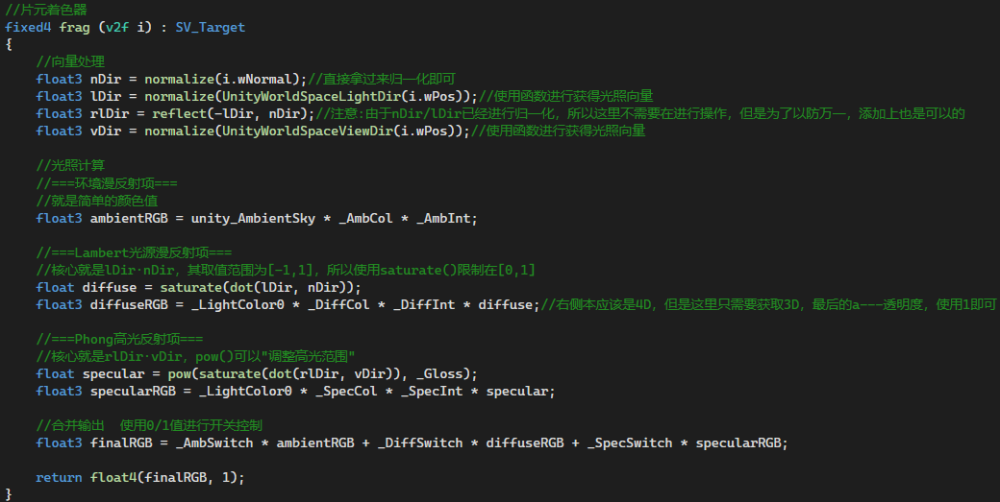 //片元着色器
fixed4 frag (v2f i) : SV_Target
{
    //向量处理
    float3 nDir = normalize(i.wNormal);//直接拿过来归一化即可
    float3 lDir = normalize(UnityWorldSpaceLightDir(i.wPos));//使用函数进行获得光照向量
    float3 rlDir = reflect(-lDir, nDir);//注意:由于nDir/lDir已经进行归一化，所以这里不需要在进行操作，但是为了以防万一，添加上也是可以的
    float3 vDir = normalize(UnityWorldSpaceViewDir(i.wPos));//使用函数进行获得光照向量

    //光照计算
    //===环境漫反射项===
    //就是简单的颜色值
    float3 ambientRGB = unity_AmbientSky * _AmbCol * _AmbInt;

    //===Lambert光源漫反射项===
    //核心就是lDir·nDir，其取值范围为[-1,1]，所以使用saturate()限制在[0,1]
    float diffuse = saturate(dot(lDir, nDir));
    float3 diffuseRGB = _LightColor0 * _DiffCol * _DiffInt * diffuse;//右侧本应该是4D，但是这里只需要获取3D，最后的a---透明度，使用1即可

    //===Phong高光反射项===
    //核心就是rlDir·vDir，pow()可以"调整高光范围"
    float specular = pow(saturate(dot(rlDir, vDir)), _Gloss);
    float3 specularRGB = _LightColor0 * _SpecCol * _SpecInt * specular;

    //合并输出  使用0/1值进行开关控制
    float3 finalRGB = _AmbSwitch * ambientRGB + _DiffSwitch * diffuseRGB + _SpecSwitch * specularRGB;

    return float4(finalRGB, 1);
}